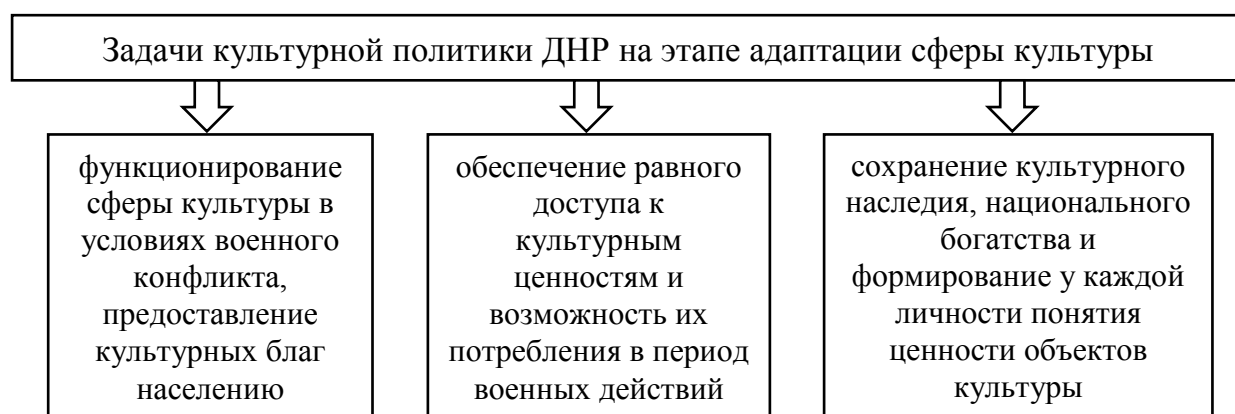 Задачи культурной политики ДНР на этапе адаптации сферы культуры
функционирование
сферы культуры в
условиях военного
конфликта,
предоставление
культурных благ
населению
обеспечение равного
доступа к
культурным
ценностям и
возможность их
потребления в период
военных действий
сохранение культурного
наследия, национального
богатства и
формирование у каждой
личности понятия
ценности объектов
культуры